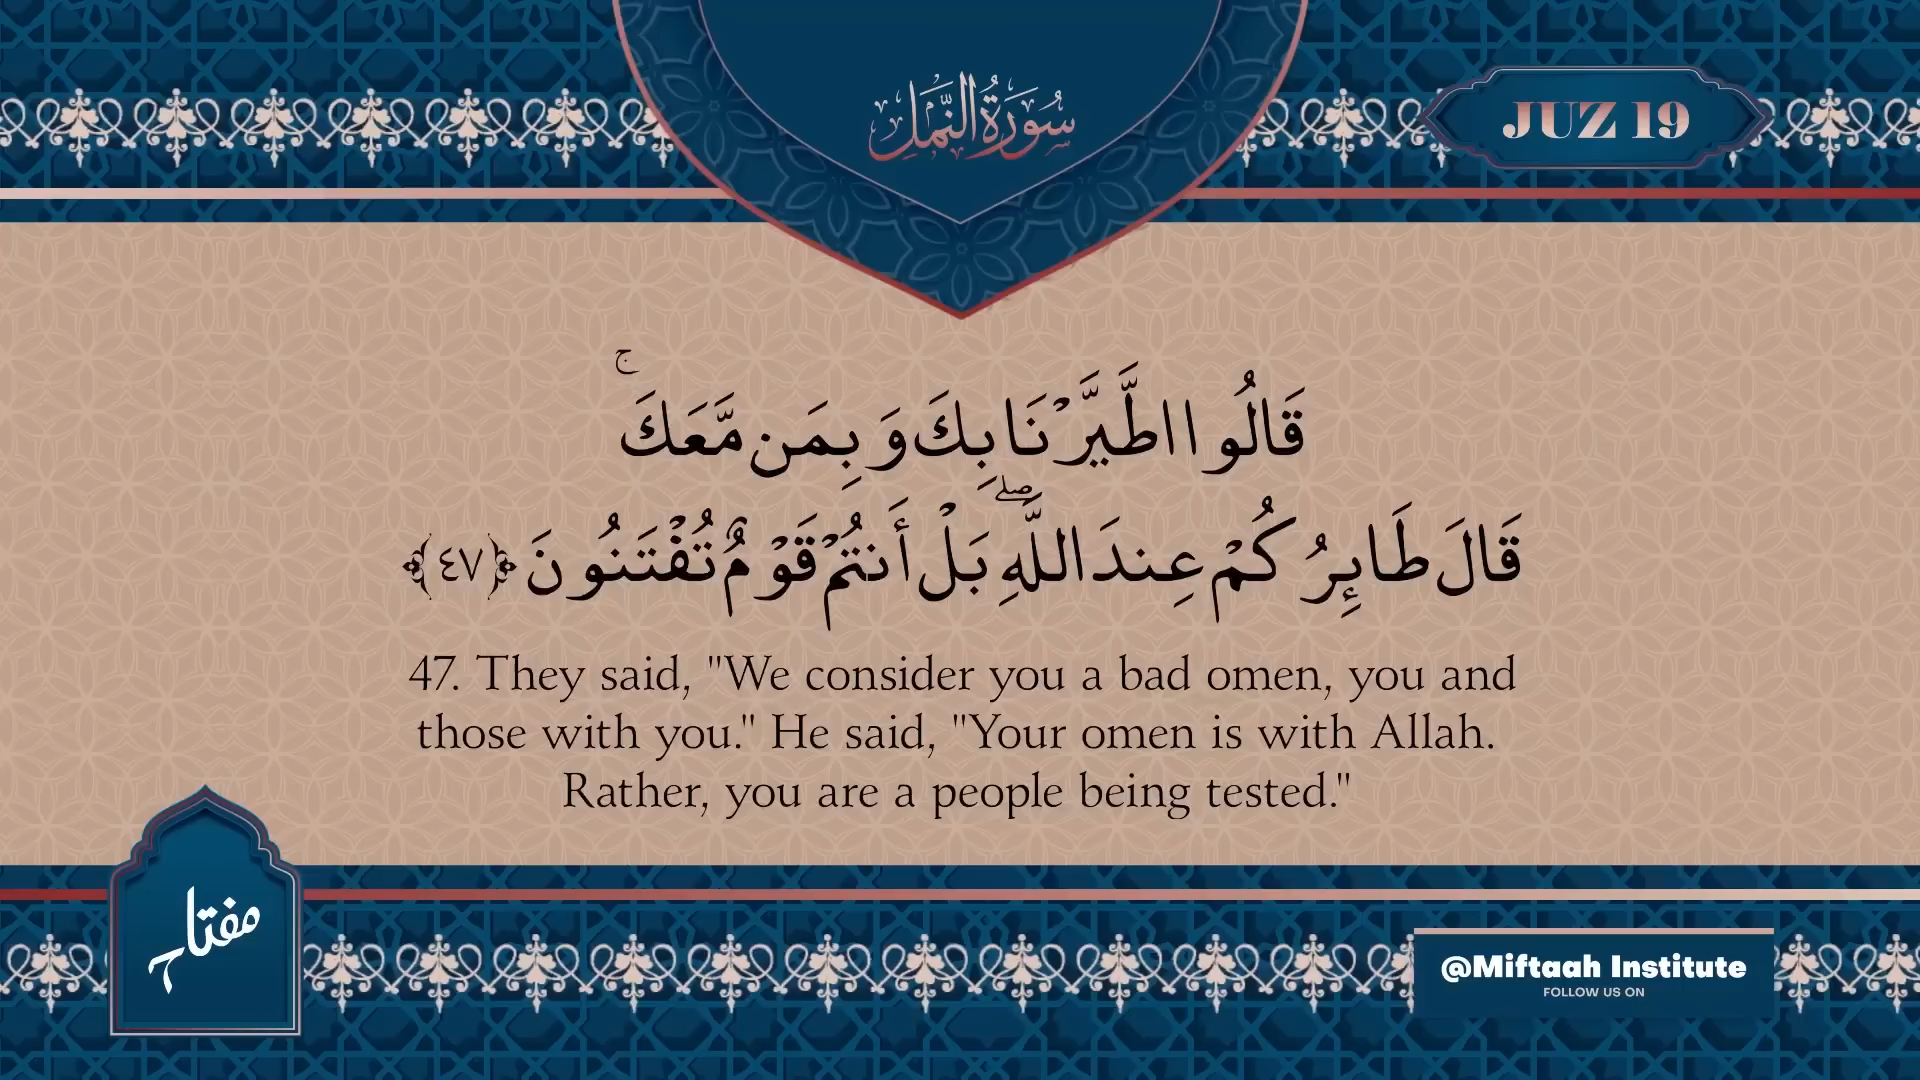 سُورَةُ النَّمْلِ
JUZ 19
قَالُوا اطَّيَّرْنَا بِكَ وَبِمَن مَّعَكَ ۚ
قَالَ طَائِرُكُمْ عِندَ اللَّهِ ۖ بَلْ أَنتُمْ قَوْمٌ تُفْتَنُونَ ﴿٤٧﴾
47. They said, "We consider you a bad omen, you and
those with you." He said, "Your omen is with Allah.
Rather, you are a people being tested."
مفتاح
@Miftaah Institute
FOLLOW US ON